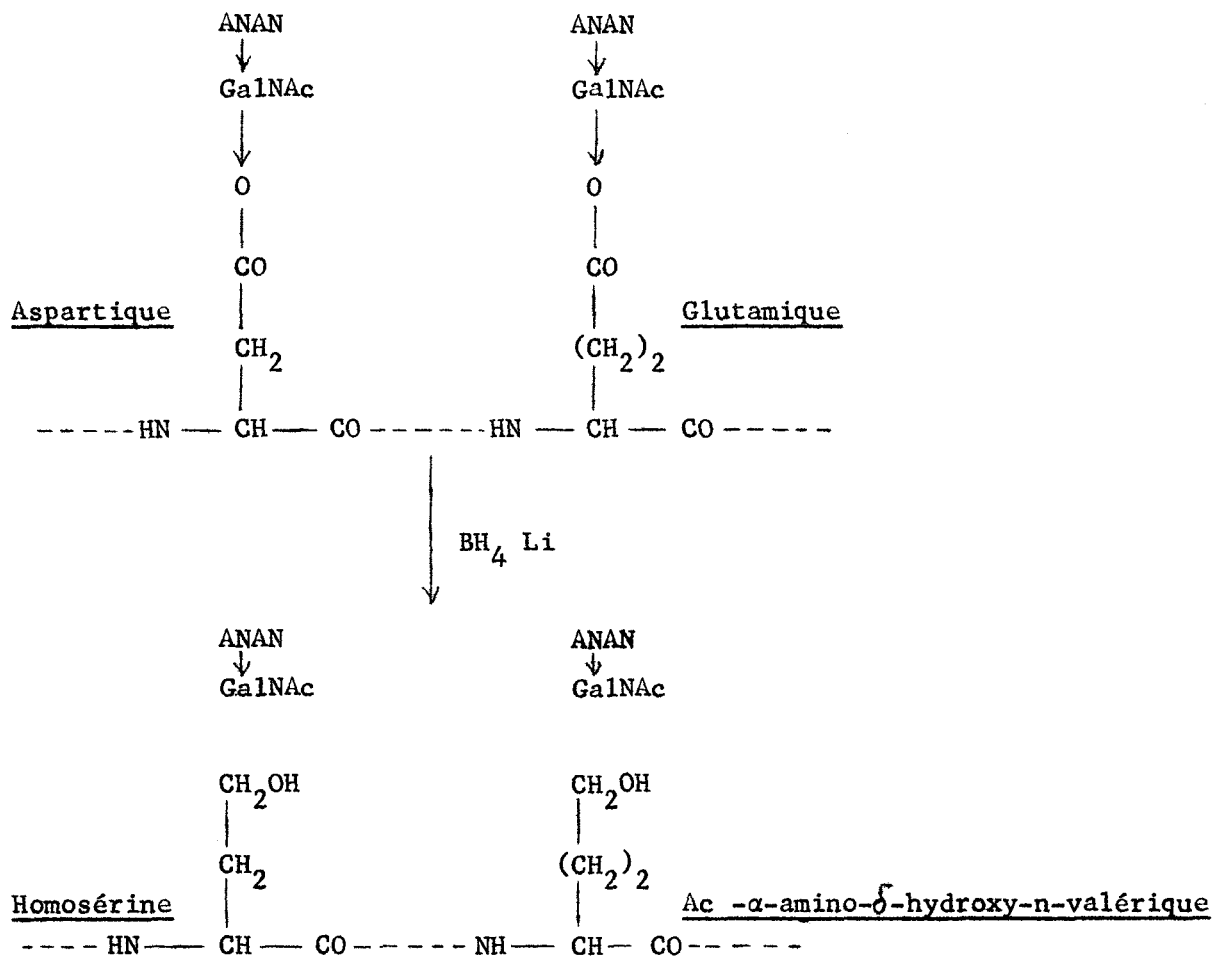 ANAN ANAN
GalNAc GalNAc
O O
CO CO
Aspartique Glutamique
CH2 (CH2)2
-----HN — CH — CO ------HN — CH — CO -----
BH4 Li
ANAN ANAN
GalNAc GalNAc
CH2OH CH2OH
CH2 (CH2)2
Homosérine Ac -α-amino-δ-hydroxy-n-valérique
----HN — CH — CO ----- NH — CH — CO-----